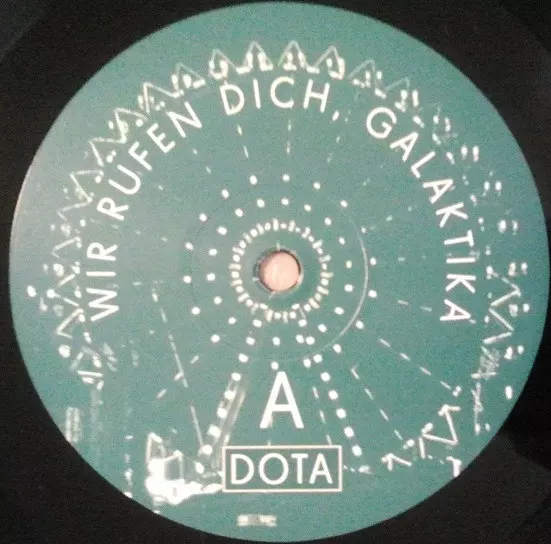 WIR RUFEN DICH, GALAKTIKA
A
DOTA